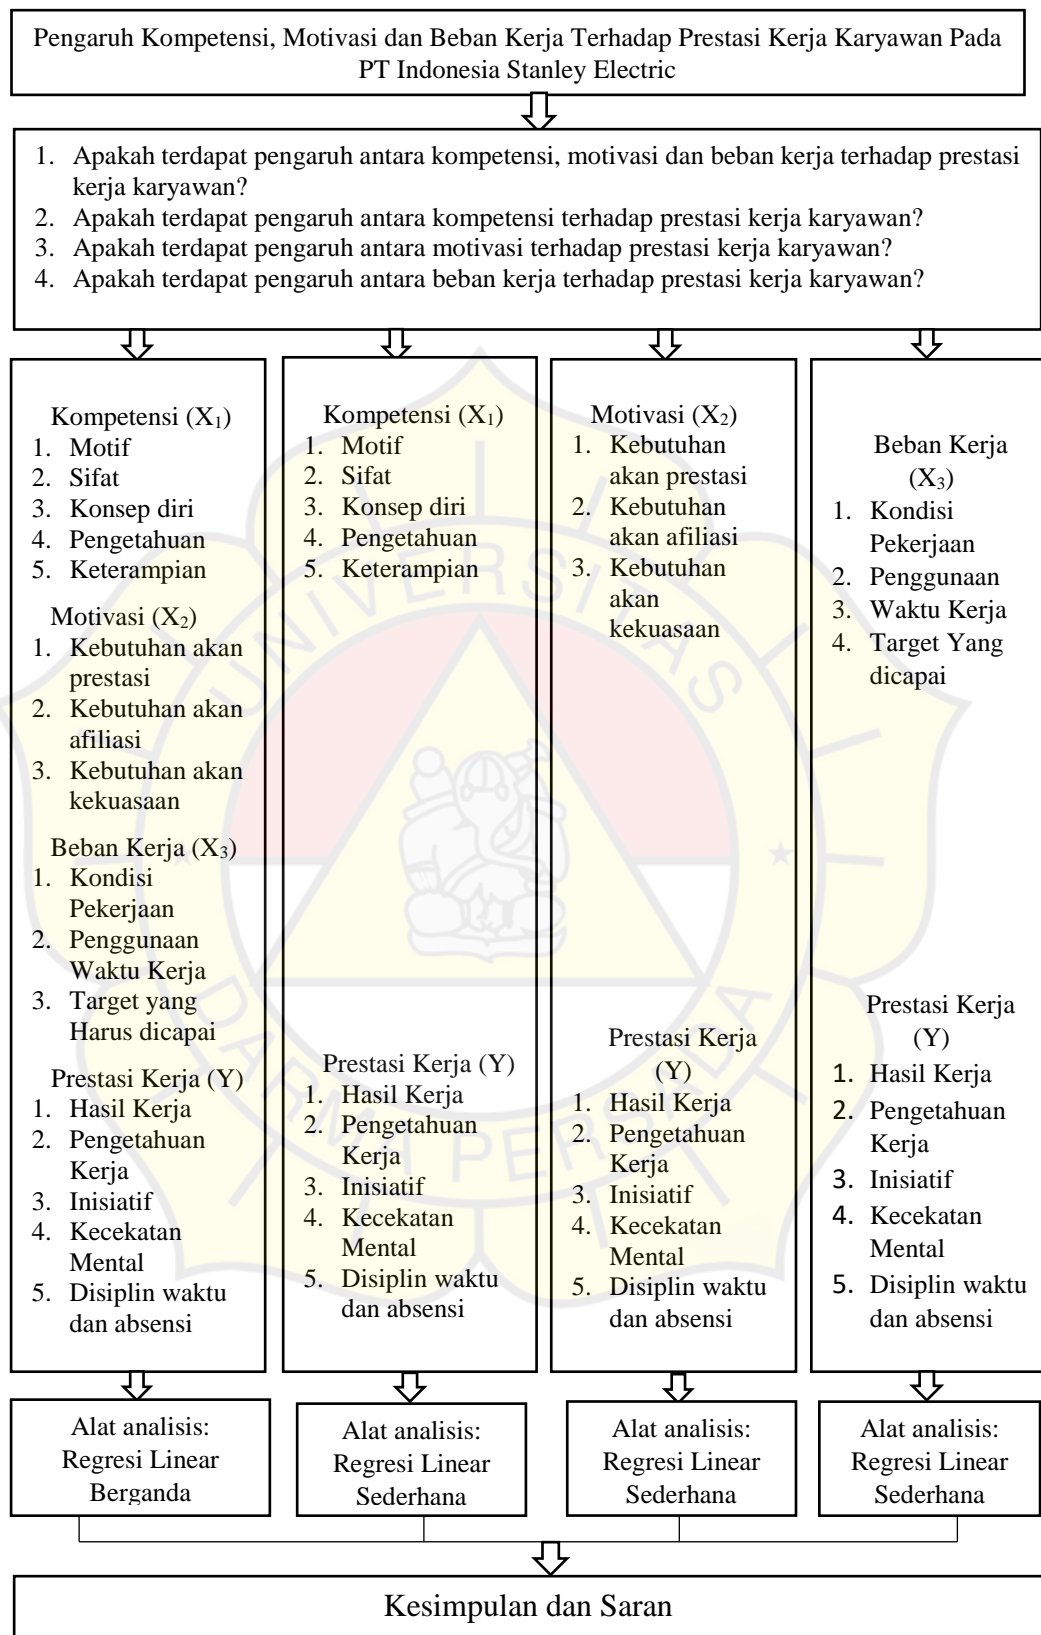 Pengaruh Kompetensi, Motivasi dan Beban Kerja Terhadap Prestasi Kerja Karyawan Pada
PT Indonesia Stanley Electric
1. Apakah terdapat pengaruh antara kompetensi, motivasi dan beban kerja terhadap prestasi
kerja karyawan?
2. Apakah terdapat pengaruh antara kompetensi terhadap prestasi kerja karyawan?
3. Apakah terdapat pengaruh antara motivasi terhadap prestasi kerja karyawan?
4. Apakah terdapat pengaruh antara beban kerja terhadap prestasi kerja karyawan?
Kompetensi (X₁)
1. Motif
2. Sifat
3. Konsep diri
4. Pengetahuan
5. Keterampian
Motivasi (X₂)
1. Kebutuhan akan
prestasi
2. Kebutuhan akan
afiliasi
3. Kebutuhan akan
kekuasaan
Beban Kerja (X₃)
1. Kondisi
Pekerjaan
2. Penggunaan
Waktu Kerja
3. Target yang
Harus dicapai
Prestasi Kerja (Y)
1. Hasil Kerja
2. Pengetahuan
Kerja
3. Inisiatif
4. Kecekatan
Mental
5. Disiplin waktu
dan absensi
Kompetensi (X₁)
1. Motif
2. Sifat
3. Konsep diri
4. Pengetahuan
5. Keterampian
Prestasi Kerja (Y)
1. Hasil Kerja
2. Pengetahuan
Kerja
3. Inisiatif
4. Kecekatan
Mental
5. Disiplin waktu
dan absensi
Motivasi (X₂)
1. Kebutuhan
akan prestasi
2. Kebutuhan
akan afiliasi
3. Kebutuhan
akan
kekuasaan
Prestasi Kerja
(Y)
1. Hasil Kerja
2. Pengetahuan
Kerja
3. Inisiatif
4. Kecekatan
Mental
5. Disiplin waktu
dan absensi
Beban Kerja
(X₃)
1. Kondisi
Pekerjaan
2. Penggunaan
3. Waktu Kerja
4. Target Yang
dicapai
Prestasi Kerja
(Y)
1. Hasil Kerja
2. Pengetahuan
Kerja
3. Inisiatif
4. Kecekatan
Mental
5. Disiplin waktu
dan absensi
Alat analisis:
Regresi Linear
Berganda
Alat analisis:
Regresi Linear
Sederhana
Alat analisis:
Regresi Linear
Sederhana
Alat analisis:
Regresi Linear
Sederhana
Kesimpulan dan Saran
UNIVERSITAS
DARMA PERSADA